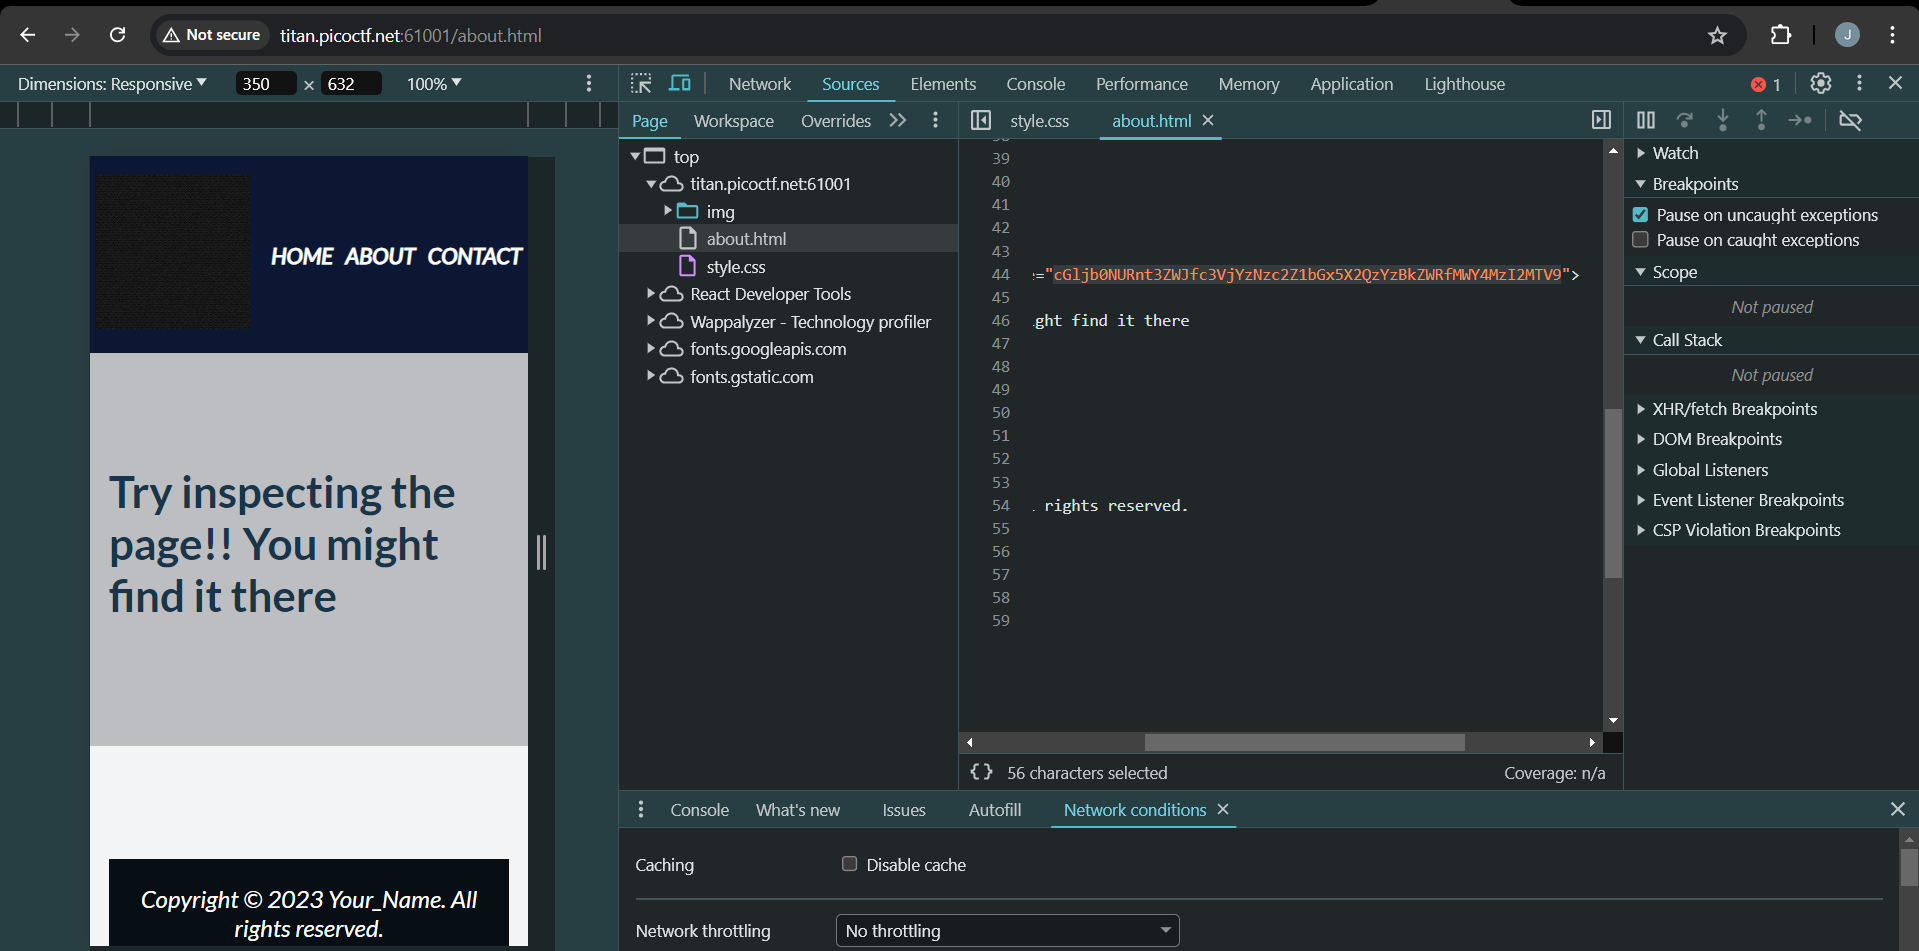 Not secure titan.picoctf.net:61001/about.html J
Dimensions: Responsive 350 × 632 100%
Network Sources Elements Console Performance Memory Application Lighthouse 1
Page Workspace Overrides
style.css about.html
top
titan.picoctf.net:61001
img
about.html
style.css
React Developer Tools
Wappalyzer - Technology profiler
fonts.googleapis.com
fonts.gstatic.com
HOME ABOUT CONTACT
Try inspecting the
page!! You might
find it there
Copyright © 2023 Your_Name. All
rights reserved.
39
40
41
42
43
44 ="cGljb0NURnt3ZWJfc3VjYzNzc2Z1bGx5X2QzYzBkZWRfMWY4MzI2MTV9">
45
46 ght find it there
47
48
49
50
51
52
53
54 . rights reserved.
55
56
57
58
59
{} 56 characters selected Coverage: n/a
Watch
Breakpoints
Pause on uncaught exceptions
Pause on caught exceptions
Scope
Not paused
Call Stack
Not paused
XHR/fetch Breakpoints
DOM Breakpoints
Global Listeners
Event Listener Breakpoints
CSP Violation Breakpoints
Console What's new Issues Autofill Network conditions
Caching Disable cache
Network throttling No throttling